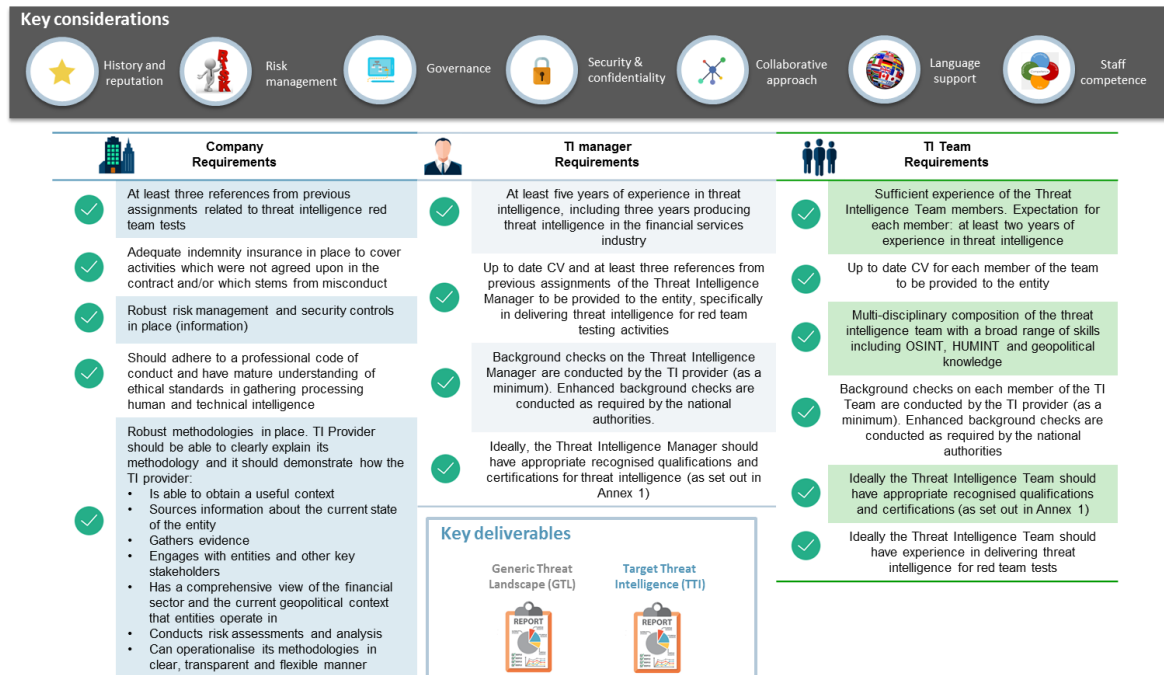 Key considerations
History and
reputation
Risk
management
Governance
Security &
confidentiality
Collaborative
approach
Language
support
Staff
competence
Company
Requirements
At least three references from previous
assignments related to threat intelligence red
team tests
Adequate indemnity insurance in place to cover
activities which were not agreed upon in the
contract and/or which stems from misconduct
Robust risk management and security controls
in place (information)
Should adhere to a professional code of
conduct and have mature understanding of
ethical standards in gathering processing
human and technical intelligence
Robust methodologies in place. TI Provider
should be able to clearly explain its
methodology and it should demonstrate how the
TI provider:
• Is able to obtain a useful context
• Sources information about the current state
of the entity
• Gathers evidence
• Engages with entities and other key
stakeholders
• Has a comprehensive view of the financial
sector and the current geopolitical context
that entities operate in
• Conducts risk assessments and analysis
• Can operationalise its methodologies in
clear, transparent and flexible manner
TI manager
Requirements
At least five years of experience in threat
intelligence, including three years producing
threat intelligence in the financial services
industry
Up to date CV and at least three references from
previous assignments of the Threat Intelligence
Manager to be provided to the entity, specifically
in delivering threat intelligence for red team
testing activities
Background checks on the Threat Intelligence
Manager are conducted by the TI provider (as a
minimum). Enhanced background checks are
conducted as required by the national
authorities.
Ideally, the Threat Intelligence Manager should
have appropriate recognised qualifications and
certifications for threat intelligence (as set out in
Annex 1)
Key deliverables
Generic Threat
Landscape (GTL)
REPORT
Target Threat
Intelligence (TTI)
REPORT
TI Team
Requirements
Sufficient experience of the Threat
Intelligence Team members. Expectation for
each member: at least two years of
experience in threat intelligence
Up to date CV for each member of the team
to be provided to the entity
Multi-disciplinary composition of the threat
intelligence team with a broad range of skills
including OSINT, HUMINT and geopolitical
knowledge
Background checks on each member of the TI
Team are conducted by the TI provider (as a
minimum). Enhanced background checks are
conducted as required by the national
authorities
Ideally the Threat Intelligence Team should
have appropriate recognised qualifications
and certifications (as set out in Annex 1)
Ideally the Threat Intelligence Team should
have experience in delivering threat
intelligence for red team tests